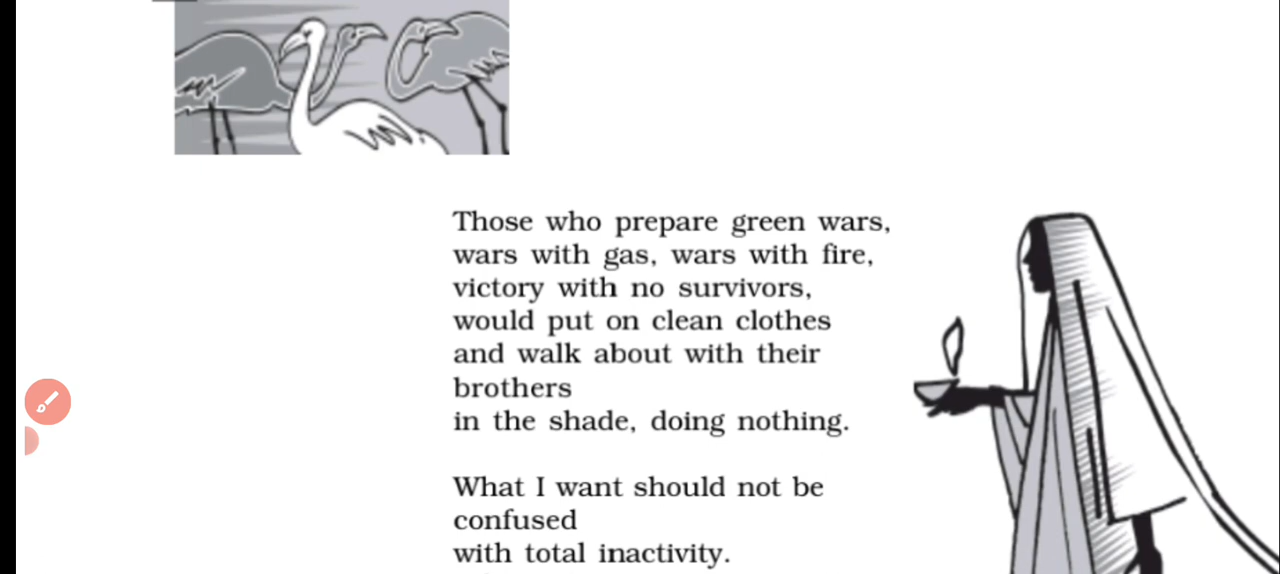 Those who prepare green wars,
wars with gas, wars with fire,
victory with no survivors,
would put on clean clothes
and walk about with their
brothers
in the shade, doing nothing.
What I want should not be
confused
with total inactivity.